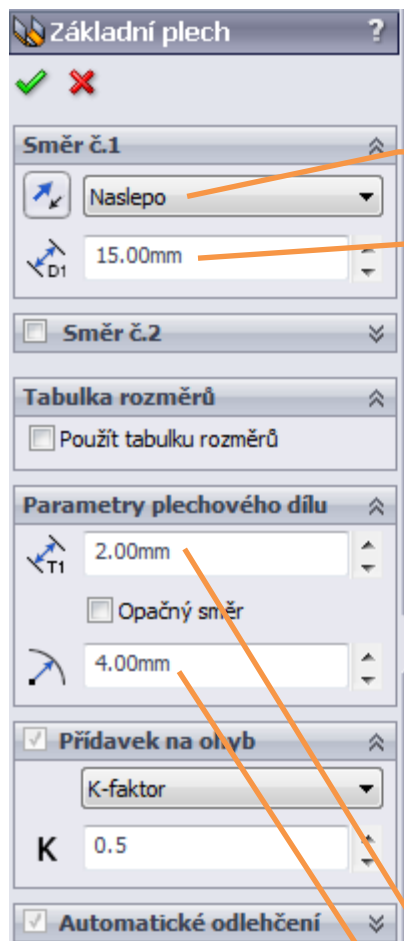 Základní plech ?
Směr č.1
Naslepo
D1 15.00mm
Směr č.2
Tabulka rozměrů
Použít tabulku rozměrů
Parametry plechového dílu
T1 2.00mm
Opačný směr
4.00mm
Přídavek na ohyb
K-faktor
K 0.5
Automatické odlehčení